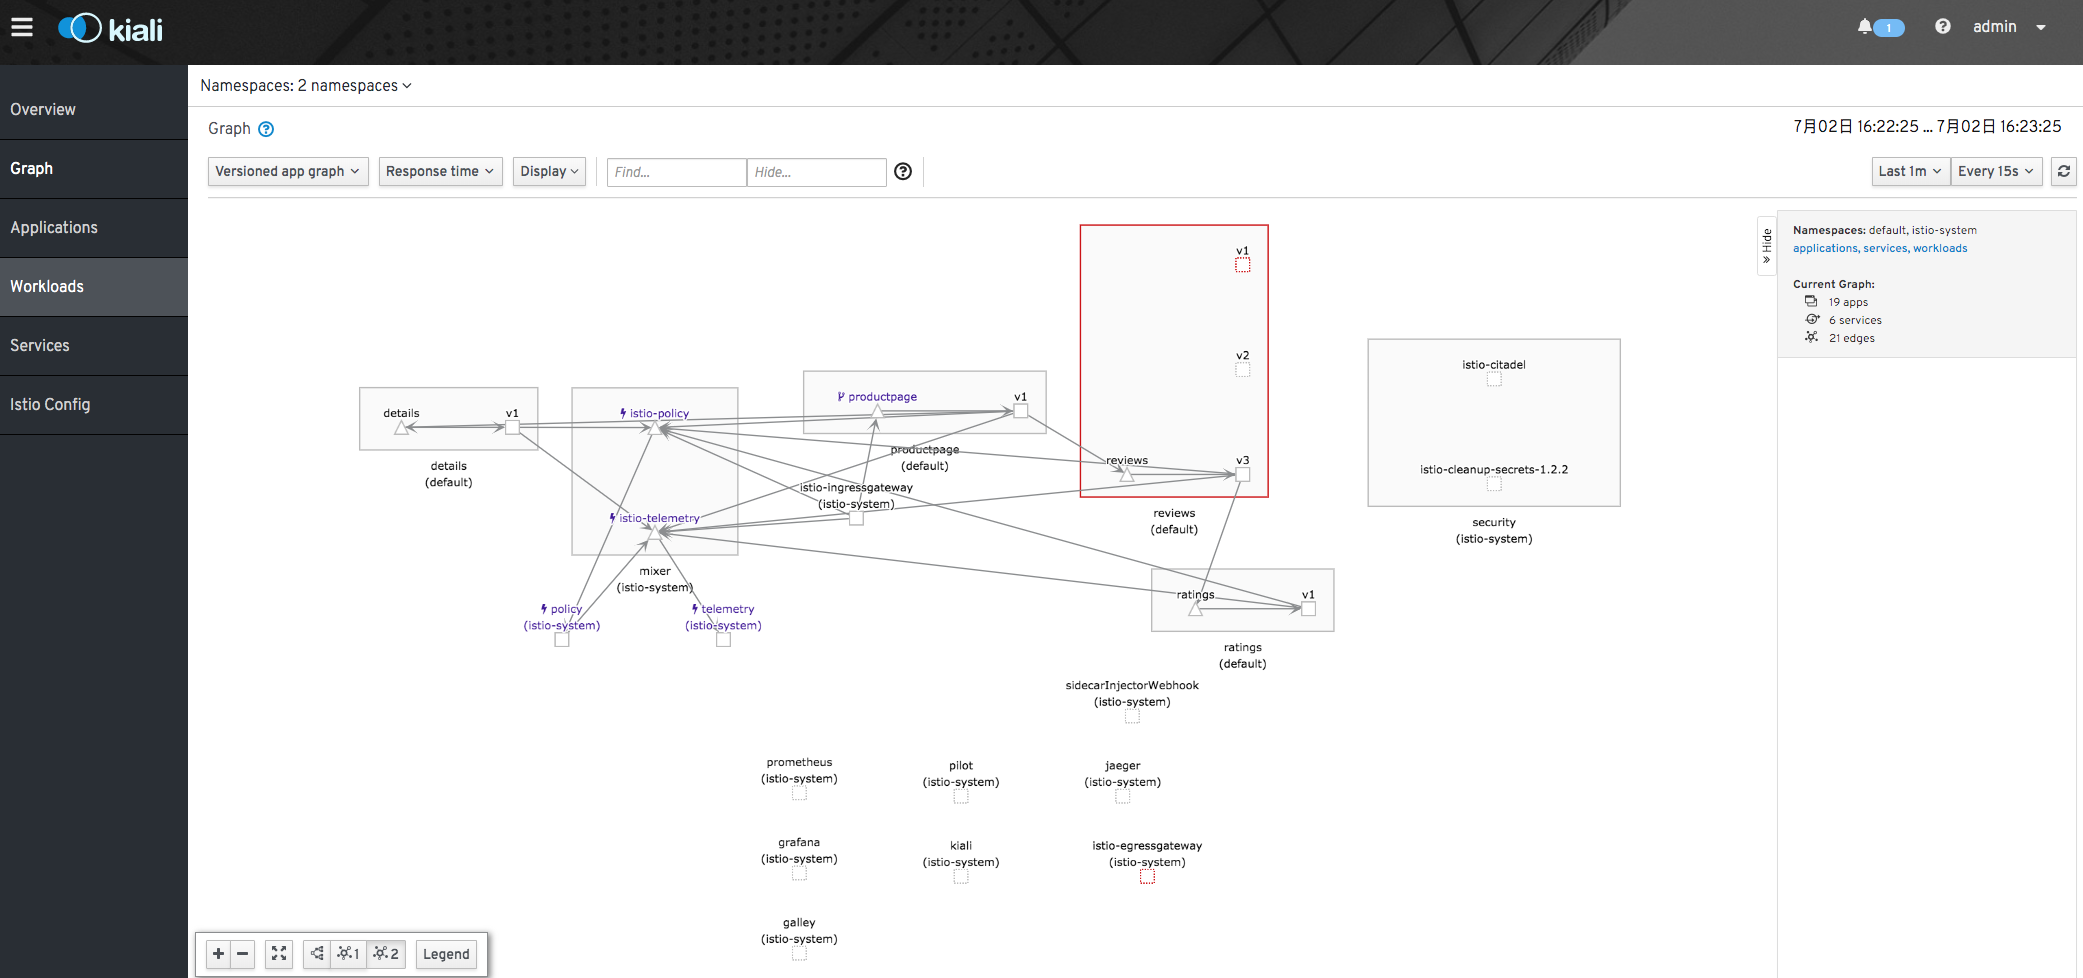 kiali
1
admin
Namespaces: 2 namespaces
Overview
Graph
Applications
Workloads
Services
Istio Config
Graph
7月02日 16:22:25 ... 7月02日 16:23:25
Versioned app graph
Response time
Display
Find...
Hide...
Last 1m
Every 15s
Hide
Namespaces: default, istio-system
applications, services, workloads
Current Graph:
19 apps
6 services
21 edges
v1
v2
reviews
v3
reviews
(default)
istio-citadel
istio-cleanup-secrets-1.2.2
security
(istio-system)
productpage
v1
productpage
(default)
details
v1
details
(default)
istio-policy
istio-telemetry
mixer
(istio-system)
istio-ingressgateway
(istio-system)
policy
(istio-system)
telemetry
(istio-system)
ratings
v1
ratings
(default)
sidecarInjectorWebhook
(istio-system)
prometheus
(istio-system)
pilot
(istio-system)
jaeger
(istio-system)
grafana
(istio-system)
kiali
(istio-system)
istio-egressgateway
(istio-system)
galley
(istio-system)
1
2
Legend